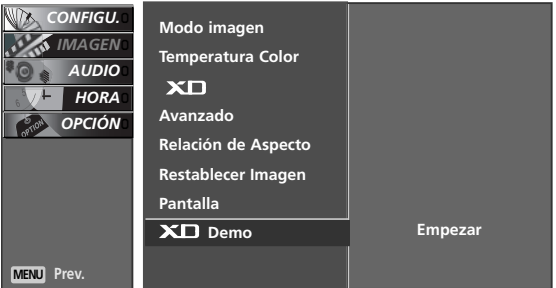 CONFIGU.
IMAGEN
AUDIO
HORA
OPCIÓN
OPTION
MENU Prev.
Modo imagen
Temperatura Color
XD
Avanzado
Relación de Aspecto
Restablecer Imagen
Pantalla
XD Demo
Empezar